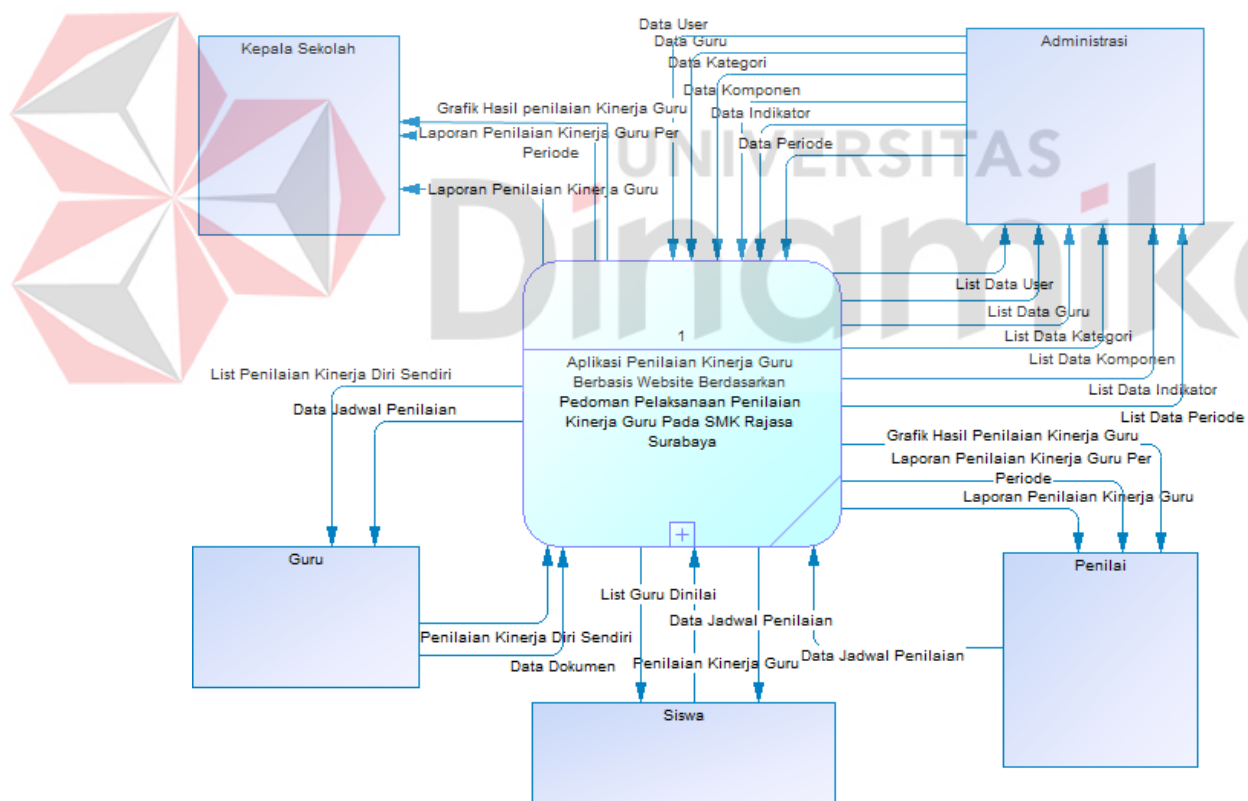 Kepala Sekolah
Data User
Data Guru
Data Kategori
Data Komponen
Data Indikator
Data Periode
Administrasi
Grafik Hasil penilaian Kinerja Guru
Laporan Penilaian Kinerja Guru Per
Periode
Laporan Penilaian Kinerja Guru
UNIVERSITAS
Dinamika
List Data User
List Data Guru
List Data Kategori
List Data Komponen
List Data Indikator
List Data Periode
1
Aplikasi Penilaian Kinerja Guru
Berbasis Website Berdasarkan
Pedoman Pelaksanaan Penilaian
Kinerja Guru Pada SMK Rajasa
Surabaya
List Penilaian Kinerja Diri Sendiri
Data Jadwal Penilaian
Grafik Hasil Penilaian Kinerja Guru
Laporan Penilaian Kinerja Guru Per
Periode
Laporan Penilaian Kinerja Guru
Guru
Penilai
Penilaian Kinerja Diri Sendiri
Data Dokumen
List Guru Dinilai
Data Jadwal Penilaian
Penilaian Kinerja Guru
Data Jadwal Penilaian
Siswa